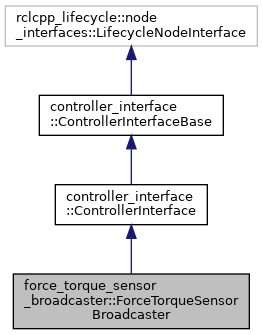 rclcpp_lifecycle::node
_interfaces::LifecycleNodeInterface
controller_interface
::ControllerInterfaceBase
controller_interface
::ControllerInterface
force_torque_sensor
_broadcaster::ForceTorqueSensor
Broadcaster